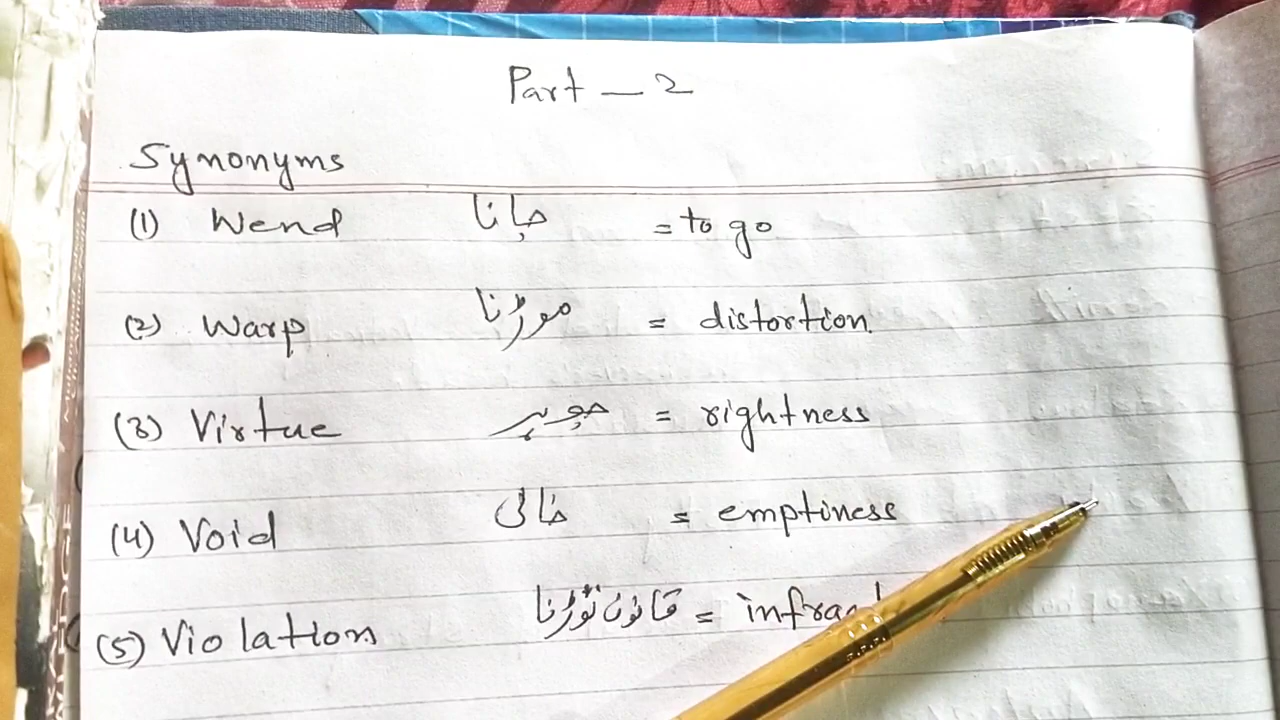 Part — 2
Synonyms
(1) Wend جانا = to go
(2) Warp موڑنا = distortion.
(3) Virtue جوہر = rightness
(4) Void خالی = emptiness
(5) Violation قانون توڑنا =